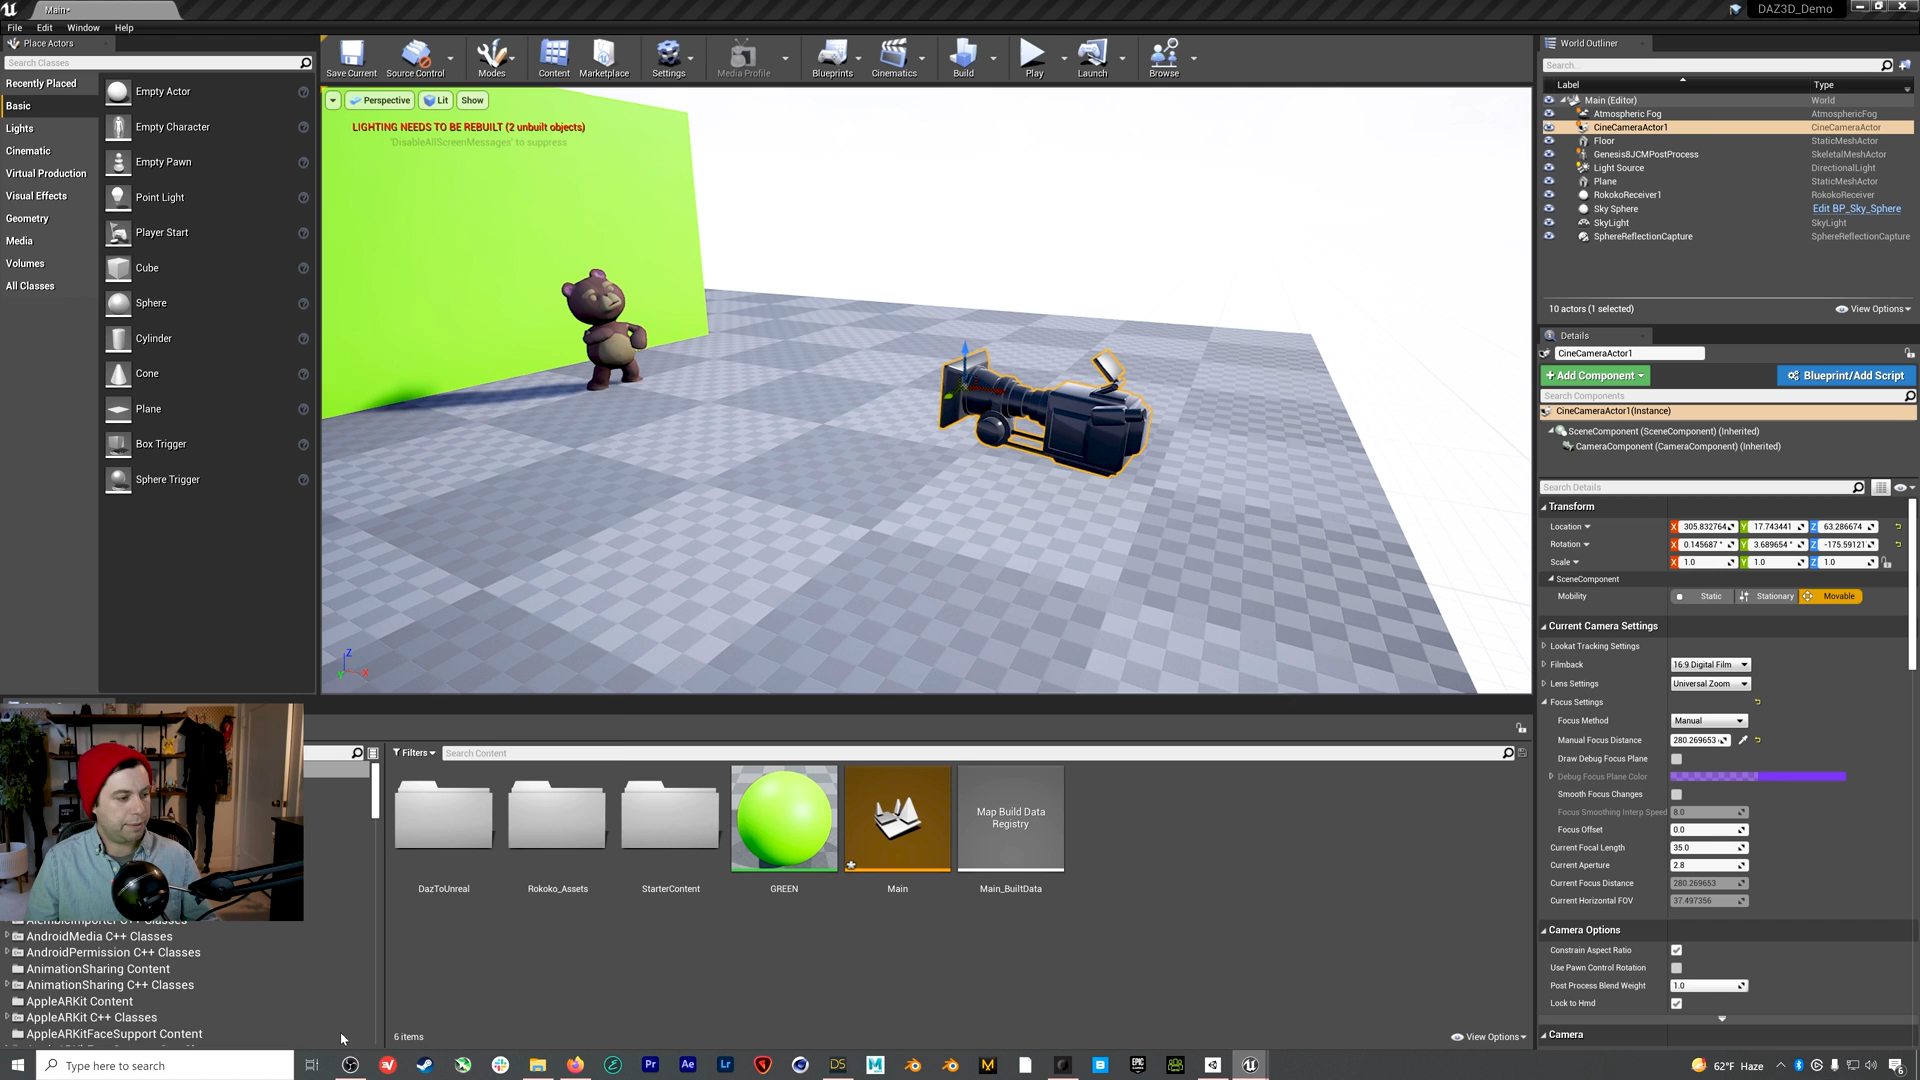 Main*
DAZ3D_Demo
File Edit Window Help
Place Actors
Search Classes
Recently Placed
Basic
Lights
Cinematic
Virtual Production
Visual Effects
Geometry
Media
Volumes
All Classes
Empty Actor
Empty Character
Empty Pawn
Point Light
Player Start
Cube
Sphere
Cylinder
Cone
Plane
Box Trigger
Sphere Trigger
Save Current Source Control Modes Content Marketplace Settings Media Profile Blueprints Cinematics Build Play Launch Browse
Perspective Lit Show
LIGHTING NEEDS TO BE REBUILT (2 unbuilt objects)
'DisableAllScreenMessages' to suppress
Z
Y X
World Outliner
Search...
Label Type
Main (Editor) World
Atmospheric Fog AtmosphericFog
CineCameraActor1 CineCameraActor
Floor StaticMeshActor
Genesis8JCMPostProcess SkeletalMeshActor
Light Source DirectionalLight
Plane StaticMeshActor
RokokoReceiver1 RokokoReceiver
Sky Sphere Edit BP_Sky_Sphere
SkyLight SkyLight
SphereReflectionCapture SphereReflectionCapture
10 actors (1 selected) View Options
Details
CineCameraActor1
+ Add Component Blueprint/Add Script
Search Components
CineCameraActor1(Instance)
SceneComponent (SceneComponent) (Inherited)
CameraComponent (CameraComponent) (Inherited)
Search Details
Transform
Location X 305.832764 Y 17.743441 Z 63.286674
Rotation X 0.145687 ° Y 3.689654 ° Z -175.59121
Scale X 1.0 Y 1.0 Z 1.0
SceneComponent
Mobility Static Stationary Movable
Current Camera Settings
Lookat Tracking Settings
Filmback 16:9 Digital Film
Lens Settings Universal Zoom
Focus Settings
Focus Method Manual
Manual Focus Distance 280.269653
Draw Debug Focus Plane
Debug Focus Plane Color
Smooth Focus Changes
Focus Smoothing Interp Speed 8.0
Focus Offset 0.0
Current Focal Length 35.0
Current Aperture 2.8
Current Focus Distance 280.269653
Current Horizontal FOV 37.497356
Camera Options
Constrain Aspect Ratio
Use Pawn Control Rotation
Post Process Blend Weight 1.0
Lock to Hmd
Camera
Filters Search Content
Map Build Data
Registry
DazToUnreal Rokoko_Assets StarterContent GREEN Main Main_BuiltData
6 items View Options
AndroidMedia C++ Classes
AndroidPermission C++ Classes
AnimationSharing Content
AnimationSharing C++ Classes
AppleARKit Content
AppleARKit C++ Classes
AppleARKitFaceSupport Content
Type here to search
Pr Ae Lr DS
62°F Haze
6